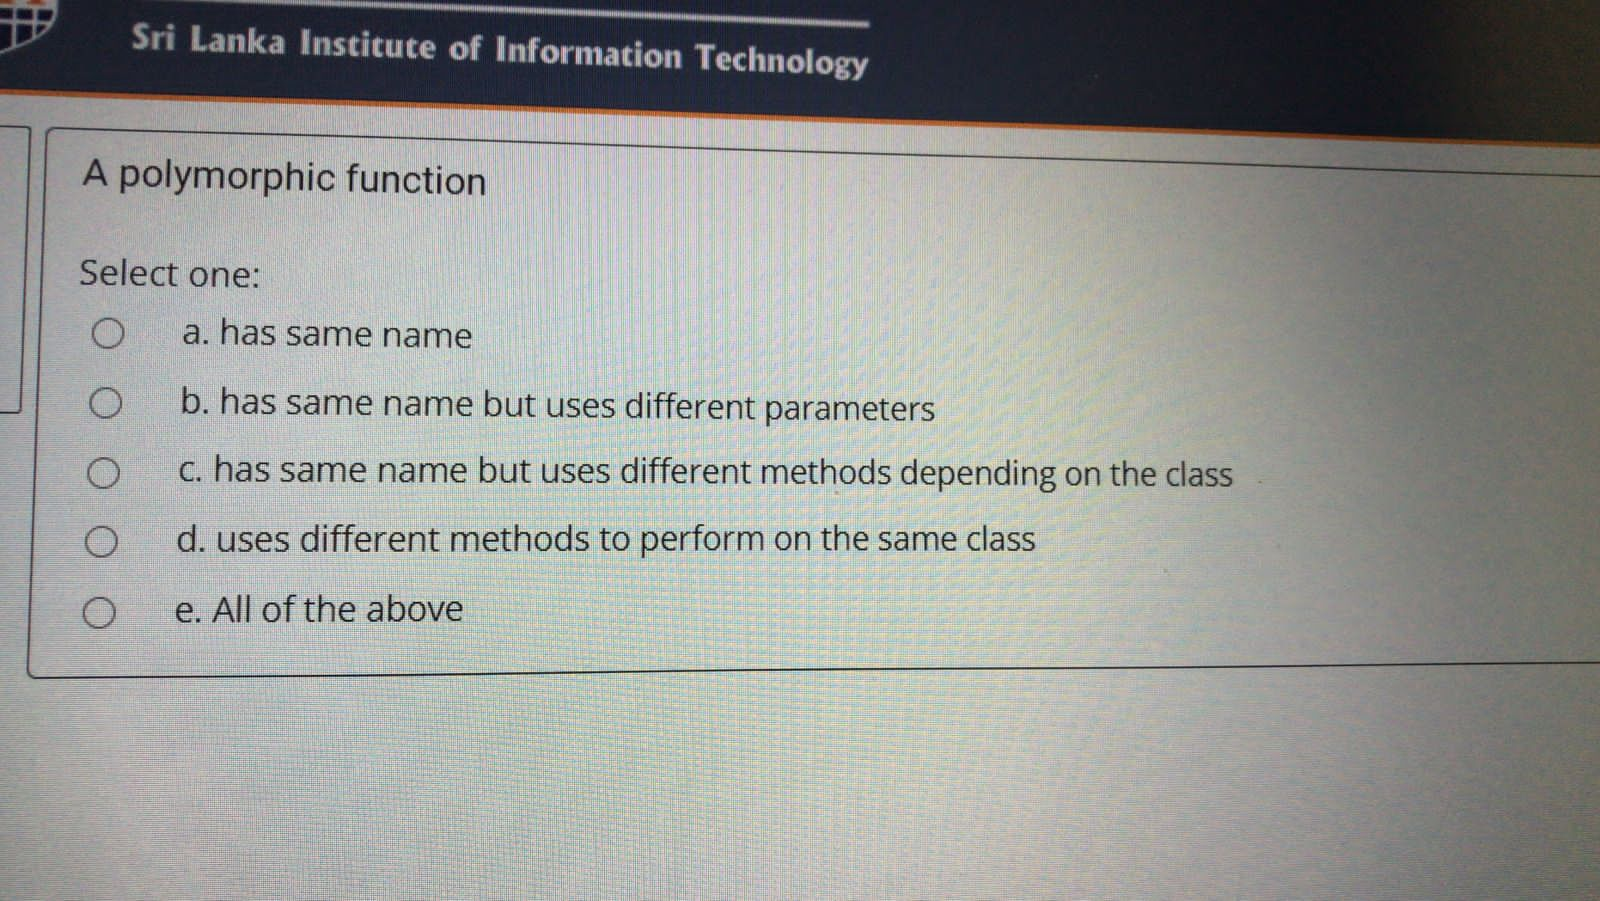 Sri Lanka Institute of Information Technology
A polymorphic function
Select one:
a. has same name
b. has same name but uses different parameters
c. has same name but uses different methods depending on the class
d. uses different methods to perform on the same class
e. All of the above